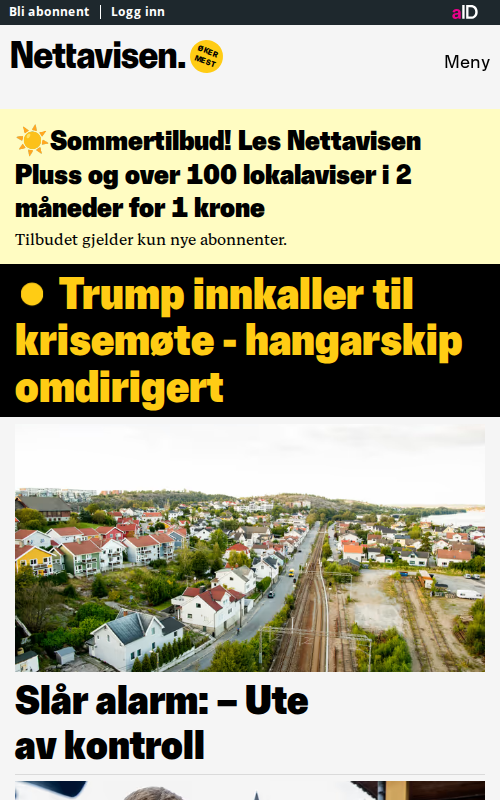 Bli abonnent | Logg inn
aID
Nettavisen.
ØKER
MEST
Meny
☀️Sommertilbud! Les Nettavisen
Pluss og over 100 lokalaviser i 2
måneder for 1 krone
Tilbudet gjelder kun nye abonnenter.
● Trump innkaller til
krisemøte - hangarskip
omdirigert
Slår alarm: – Ute
av kontroll